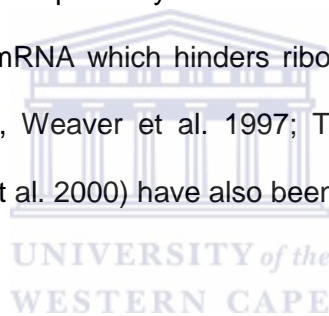 mRNA which hinders ribo
, Weaver et al. 1997; T
t al. 2000) have also been
UNIVERSITY of the
WESTERN CAPE